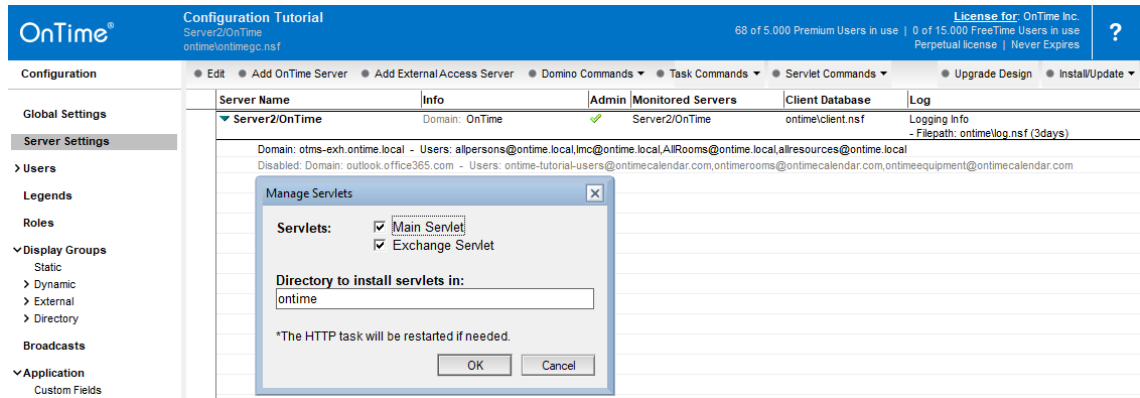 OnTime®
Configuration Tutorial
Server2/OnTime
ontime\ontimegc.nsf
License for: OnTime Inc.
68 of 5.000 Premium Users in use | 0 of 15.000 FreeTime Users in use
Perpetual license | Never Expires
?
Configuration
Edit Add OnTime Server Add External Access Server Domino Commands Task Commands Servlet Commands Upgrade Design Install/Update
Global Settings
Server Settings
Users
Legends
Roles
Display Groups
Static
Dynamic
External
Directory
Broadcasts
Application
Custom Fields
Server Name Info Admin Monitored Servers Client Database Log
Server2/OnTime Domain: OnTime Server2/OnTime ontime\client.nsf Logging Info
- Filepath: ontime\log.nsf (3days)
Domain: otms-exh.ontime.local - Users: allpersons@ontime.local,lmc@ontime.local,AllRooms@ontime.local,allresources@ontime.local
Disabled: Domain: outlook.office365.com - Users: ontime-tutorial-users@ontimecalendar.com,ontimerooms@ontimecalendar.com,ontimeequipment@ontimecalendar.com
Manage Servlets
Servlets: Main Servlet
Exchange Servlet
Directory to install servlets in:
ontime
*The HTTP task will be restarted if needed.
OK Cancel